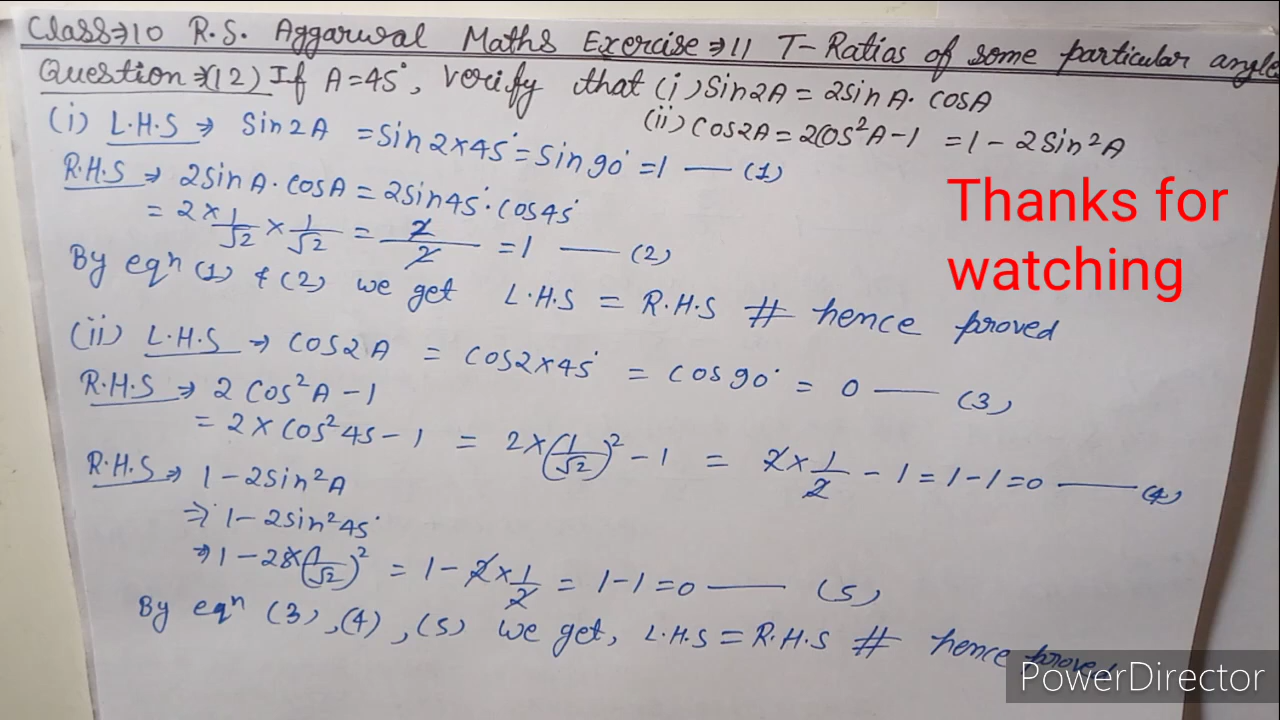 Class→10 R.S. Aggarwal Maths Exercise→11 T-Ratios of some particular angle
Question→(12) If A=45°, Verify that (i) Sin2A = 2sinA. cosA
(ii) cos2A = 2cos²A-1 = 1-2Sin²A
(i) L.H.S → Sin2A = Sin2×45° = Sin90° = 1 — (1)
R.H.S → 2SinA.cosA = 2Sin45°.cos45°
= 2×1/√2×1/√2 = 2/2 = 1 — (2)
By eqⁿ (1) & (2) we get L.H.S = R.H.S # hence proved
(ii) L.H.S → cos2A = cos2×45° = cos90° = 0 — (3)
R.H.S → 2cos²A-1
= 2×cos²45-1 = 2×(1/√2)²-1 = 2×1/2-1 = 1-1=0 — (4)
R.H.S → 1-2sin²A
⇒ 1-2sin²45°
⇒ 1-2×(1/√2)² = 1-2×1/2 = 1-1=0 — (5)
By eqⁿ (3),(4),(5) we get, L.H.S = R.H.S # hence proved
Thanks for
watching
PowerDirector